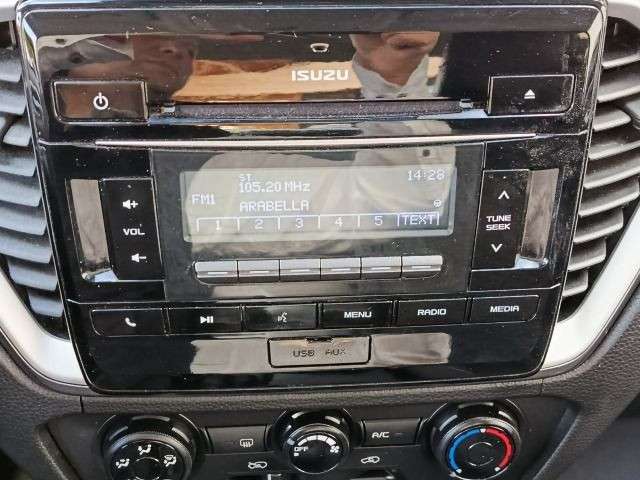 ISUZU
ST
105.20 MHz
14:28
FM1
ARABELLA
1 2 3 4 5 TEXT
VOL
TUNE
SEEK
MENU RADIO MEDIA
USB AUX
OFF
A/C